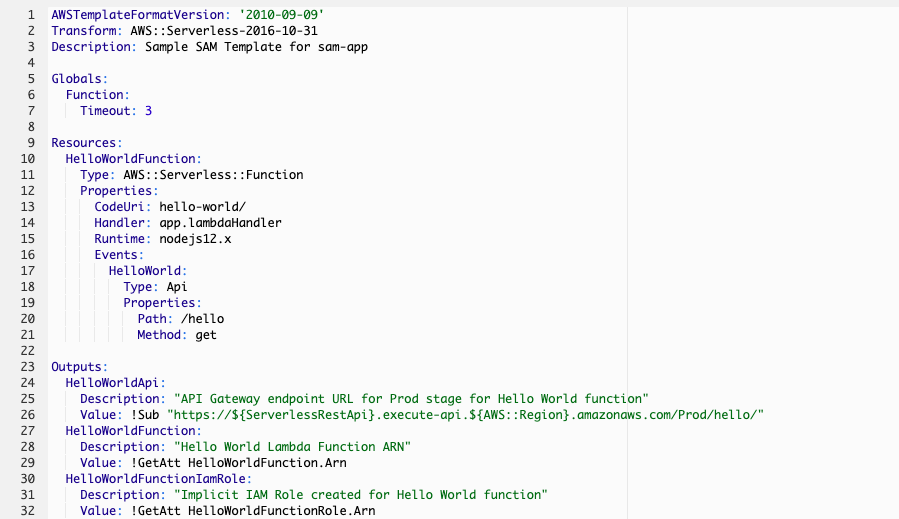 1 AWSTemplateFormatVersion: '2010-09-09'
2 Transform: AWS::Serverless-2016-10-31
3 Description: Sample SAM Template for sam-app
4
5 Globals:
6   Function:
7     Timeout: 3
8
9 Resources:
10   HelloWorldFunction:
11     Type: AWS::Serverless::Function
12     Properties:
13       CodeUri: hello-world/
14       Handler: app.lambdaHandler
15       Runtime: nodejs12.x
16       Events:
17         HelloWorld:
18           Type: Api
19           Properties:
20             Path: /hello
21             Method: get
22
23 Outputs:
24   HelloWorldApi:
25     Description: "API Gateway endpoint URL for Prod stage for Hello World function"
26     Value: !Sub "https://${ServerlessRestApi}.execute-api.${AWS::Region}.amazonaws.com/Prod/hello/"
27   HelloWorldFunction:
28     Description: "Hello World Lambda Function ARN"
29     Value: !GetAtt HelloWorldFunction.Arn
30   HelloWorldFunctionIamRole:
31     Description: "Implicit IAM Role created for Hello World function"
32     Value: !GetAtt HelloWorldFunctionRole.Arn